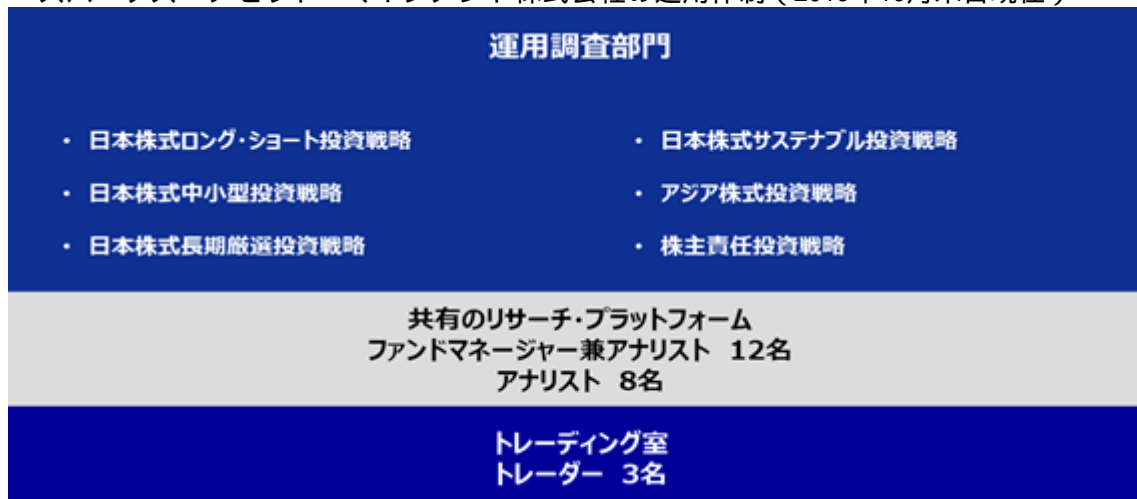 運用調査部門
・ 日本株式ロング・ショート投資戦略
・ 日本株式サステナブル投資戦略
・ 日本株式中小型投資戦略
・ アジア株式投資戦略
・ 日本株式長期厳選投資戦略
・ 株主責任投資戦略
共有のリサーチ・プラットフォーム
ファンドマネージャー兼アナリスト 12名
アナリスト 8名
トレーディング室
トレーダー 3名